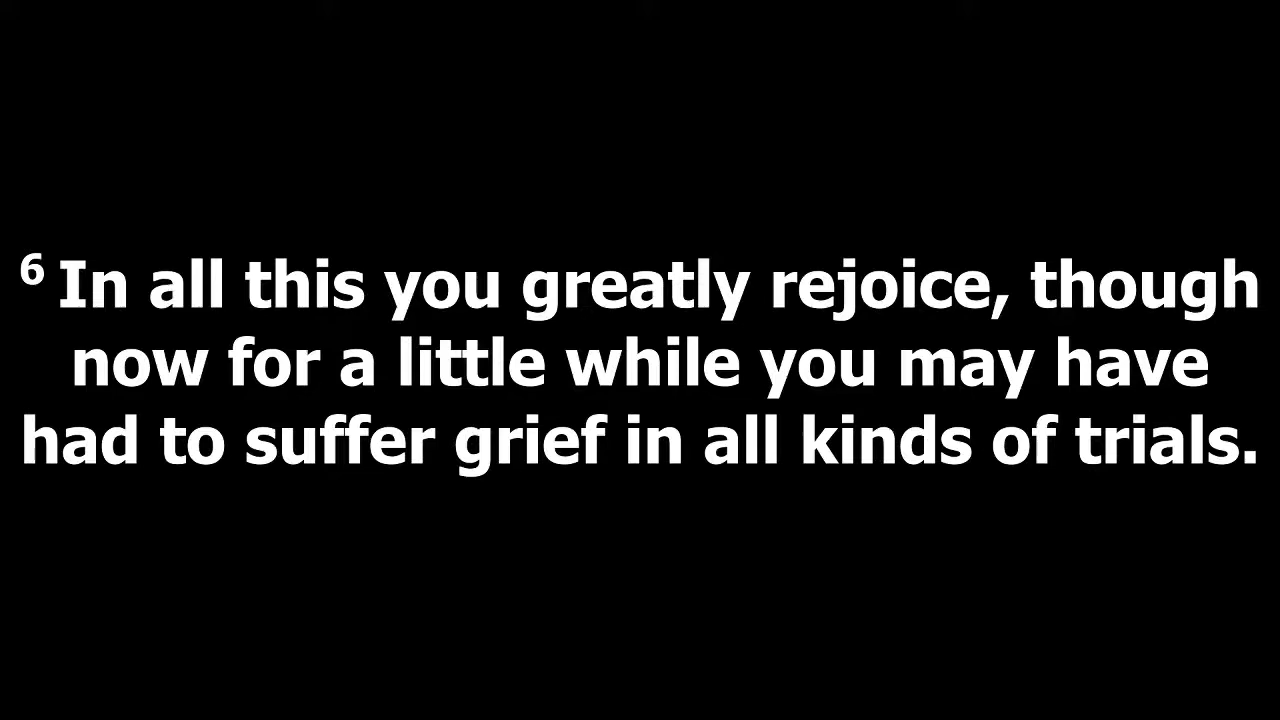 6 In all this you greatly rejoice, though
now for a little while you may have
had to suffer grief in all kinds of trials.